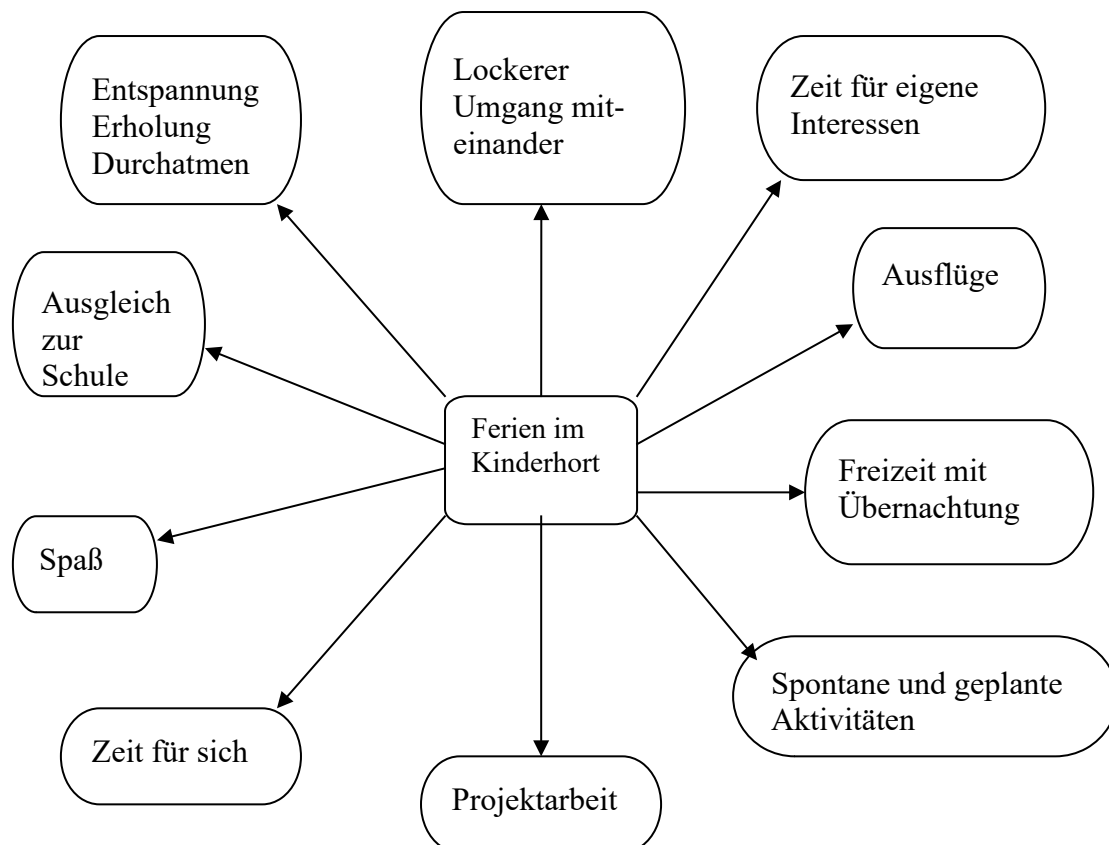 Entspannung
Erholung
Durchatmen
Lockerer
Umgang mit-
einander
Zeit für eigene
Interessen
Ausgleich
zur
Schule
Ausflüge
Ferien im
Kinderhort
Freizeit mit
Übernachtung
Spaß
Spontane und geplante
Aktivitäten
Zeit für sich
Projektarbeit